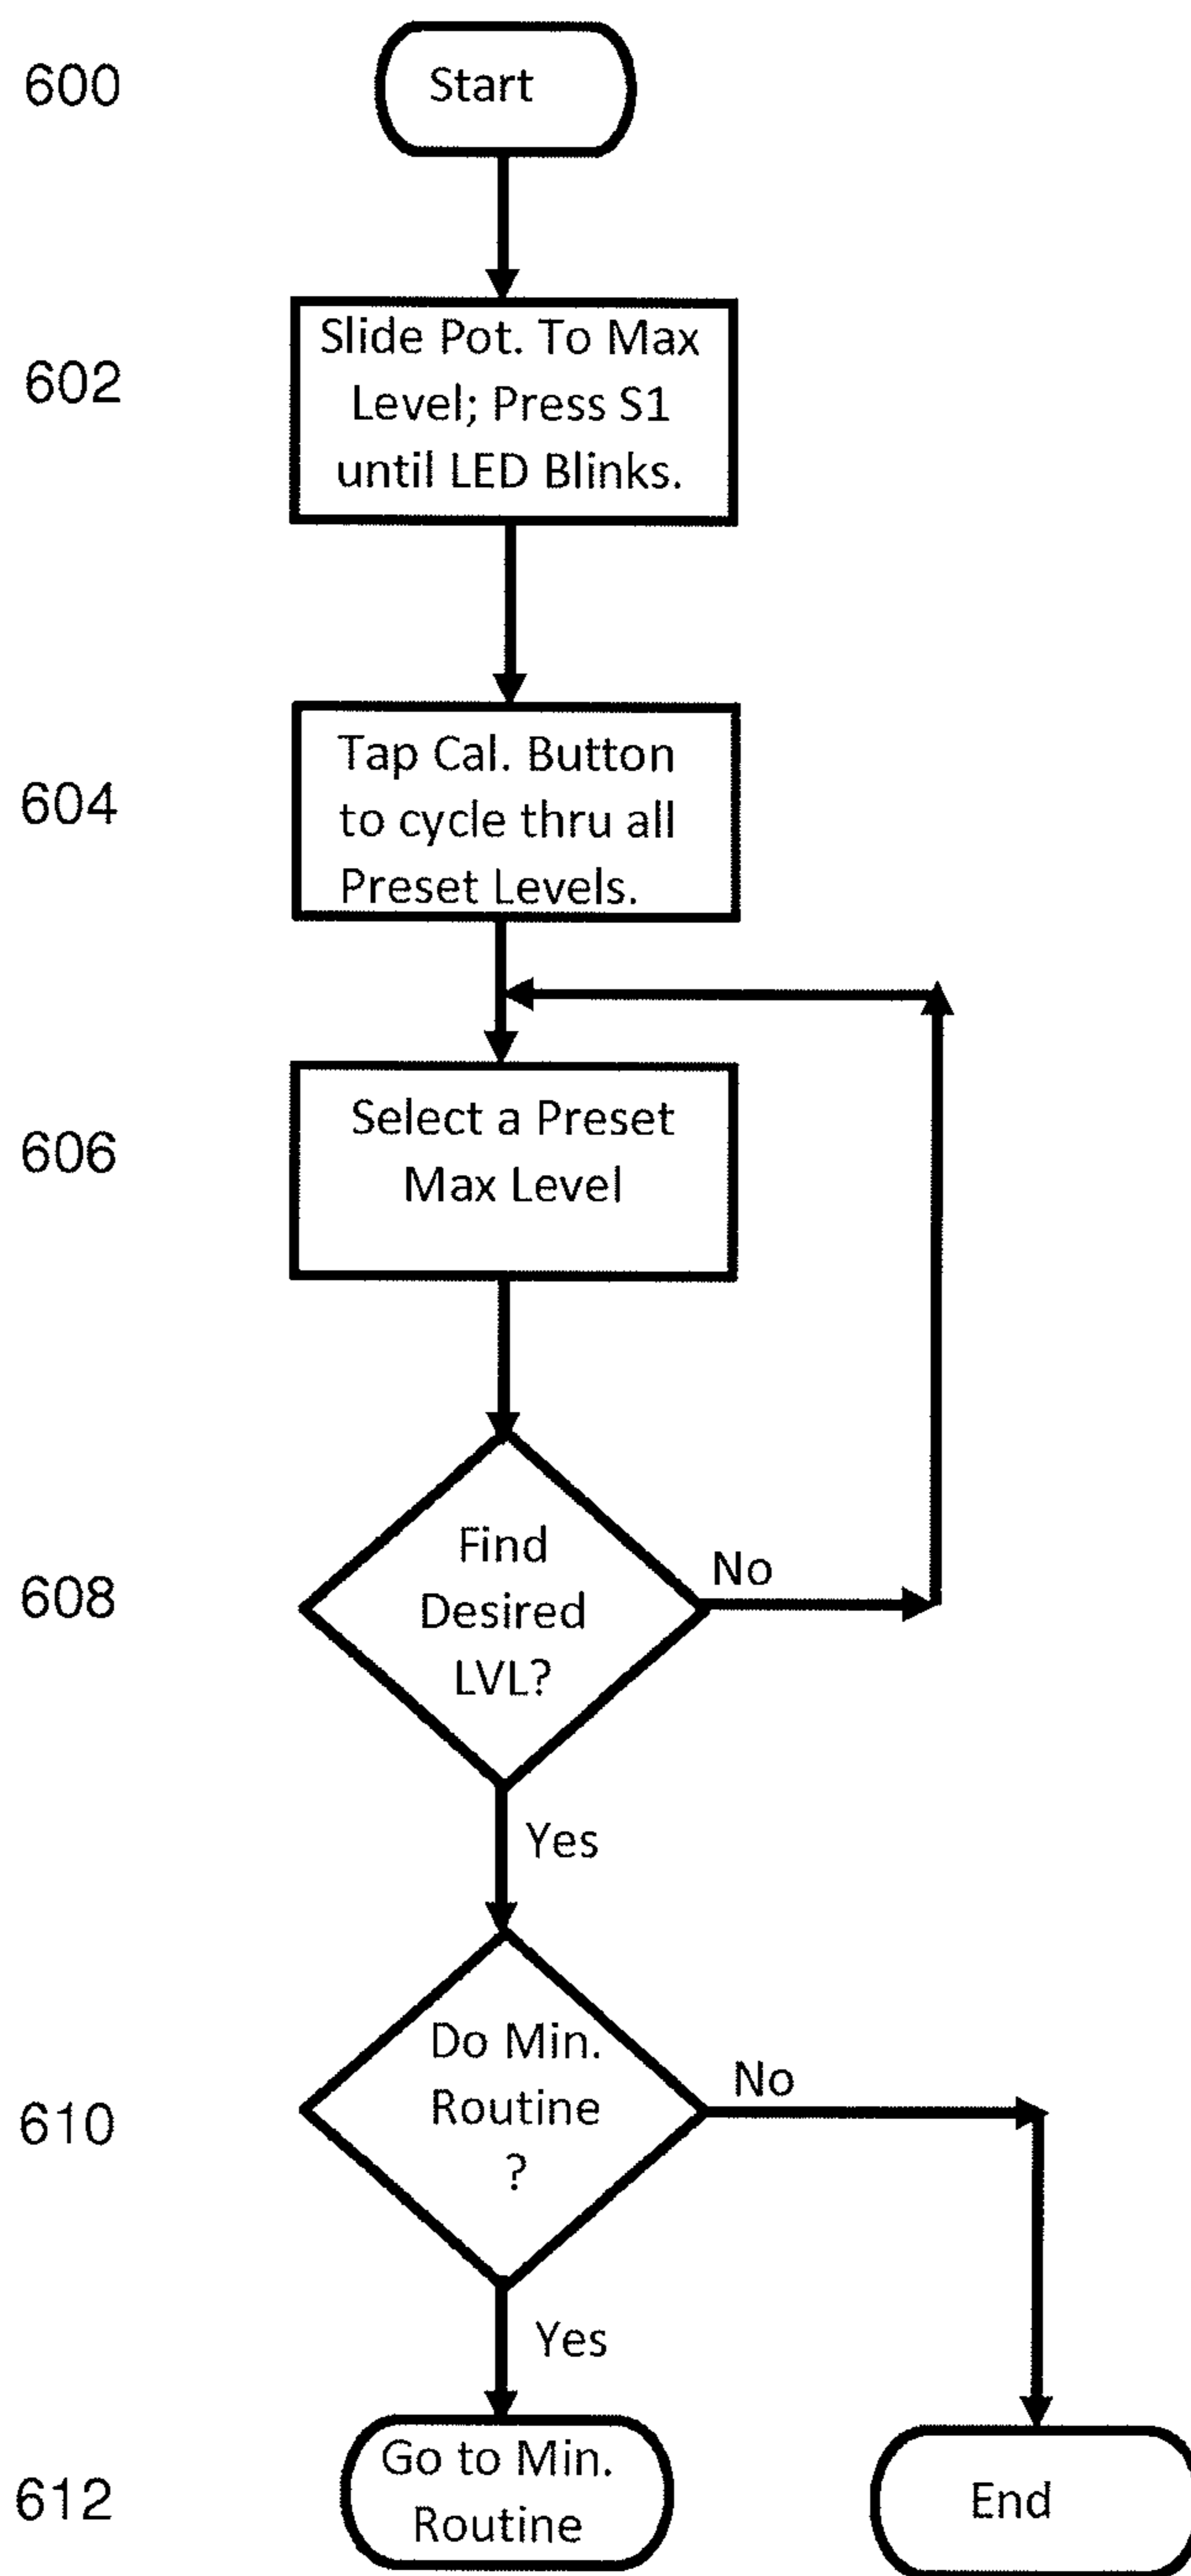 600
Start
602
Slide Pot. To Max
Level; Press S1
until LED Blinks.
604
Tap Cal. Button
to cycle thru all
Preset Levels.
606
Select a Preset
Max Level
608
Find
Desired
LVL?
No
Yes
610
Do Min.
Routine
?
No
Yes
612
Go to Min.
Routine
End